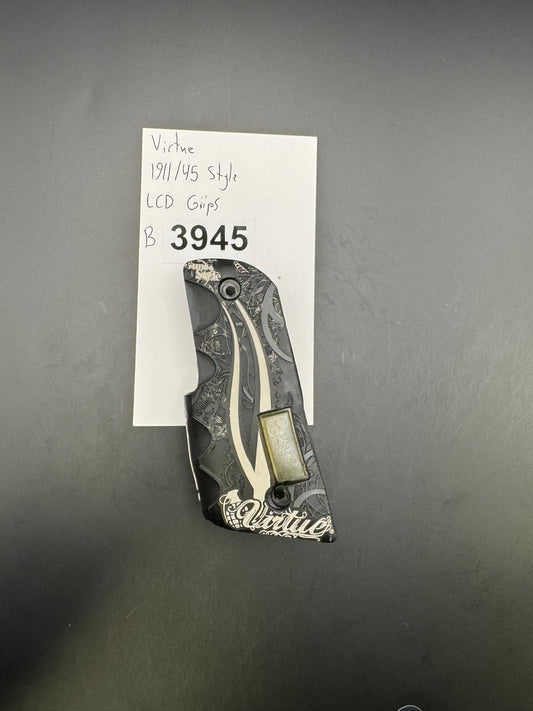 Virtue
1911/45 Style
LCD Grips
B 3945
Virtue